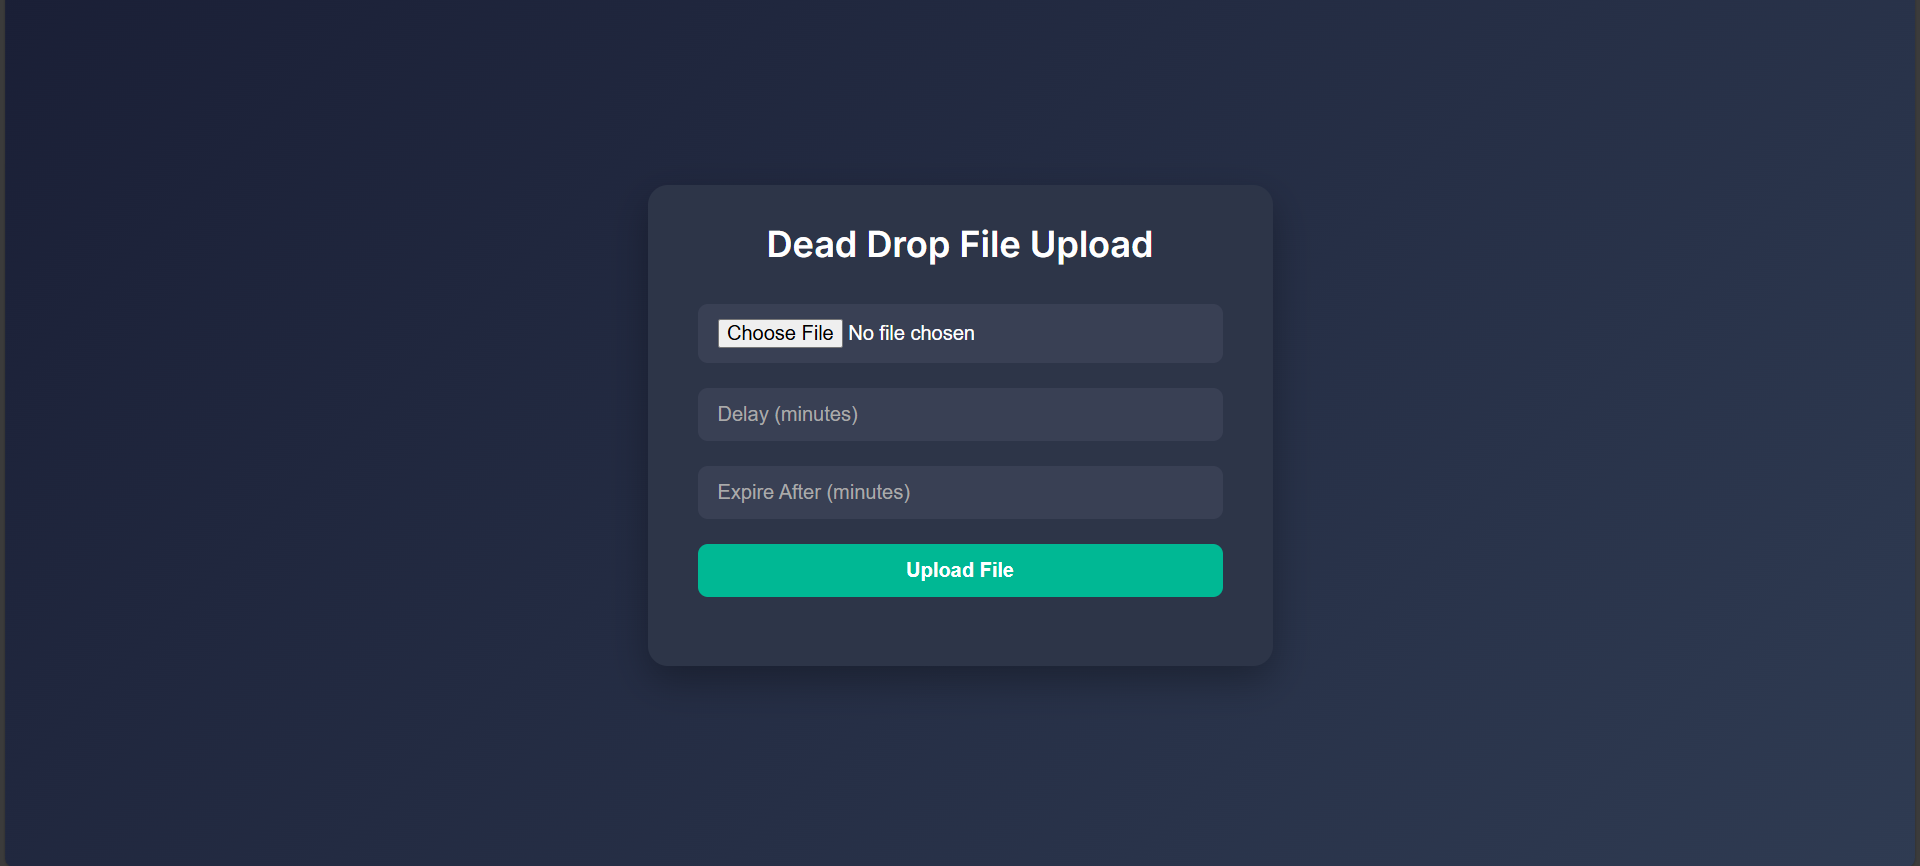 Dead Drop File Upload
Choose File No file chosen
Delay (minutes)
Expire After (minutes)
Upload File